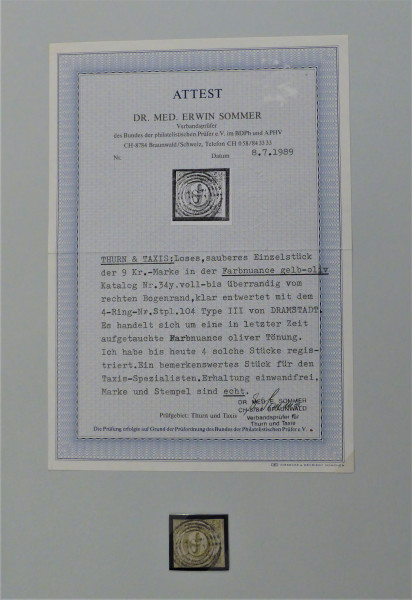 ATTEST
DR. MED. ERWIN SOMMER
Verbandsprüfer
des Bundes der philatelistischen Prüfer e.V. im BDPh und APHV
CH-8784 Braunwald/Schweiz, Telefon CH 0 58/84 33 33
Nr. Datum 8.7.1989
THURN & TAXIS: Loses, sauberes Einzelstück
der 9 Kr.-Marke in der Farbnuance gelb-oliv
Katalog Nr. 34y. voll-bis überrandig vom
rechten Bogenrand, klar entwertet mit dem
4-Ring-Nr. Stpl. 104 Type III von DRAMSTADT.
Es handelt sich um eine in letzter Zeit
aufgetauchte Farbnuance oliver Tönung.
Ich habe bis heute 4 solche Stücke regis-
triert. Ein bemerkenswertes Stück für den
Taxis-Spezialisten. Erhaltung einwandfrei.
Marke und Stempel sind echt.
DR. MED. E. SOMMER
CH-8784 BRAUNWALD
Verbandsprüfer für
Thurn und Taxis
Prüfgebiet: Thurn und Taxis
Die Prüfung erfolgte auf Grund der Prüfordnung des Bundes der Philatelistischen Prüfer e.V.